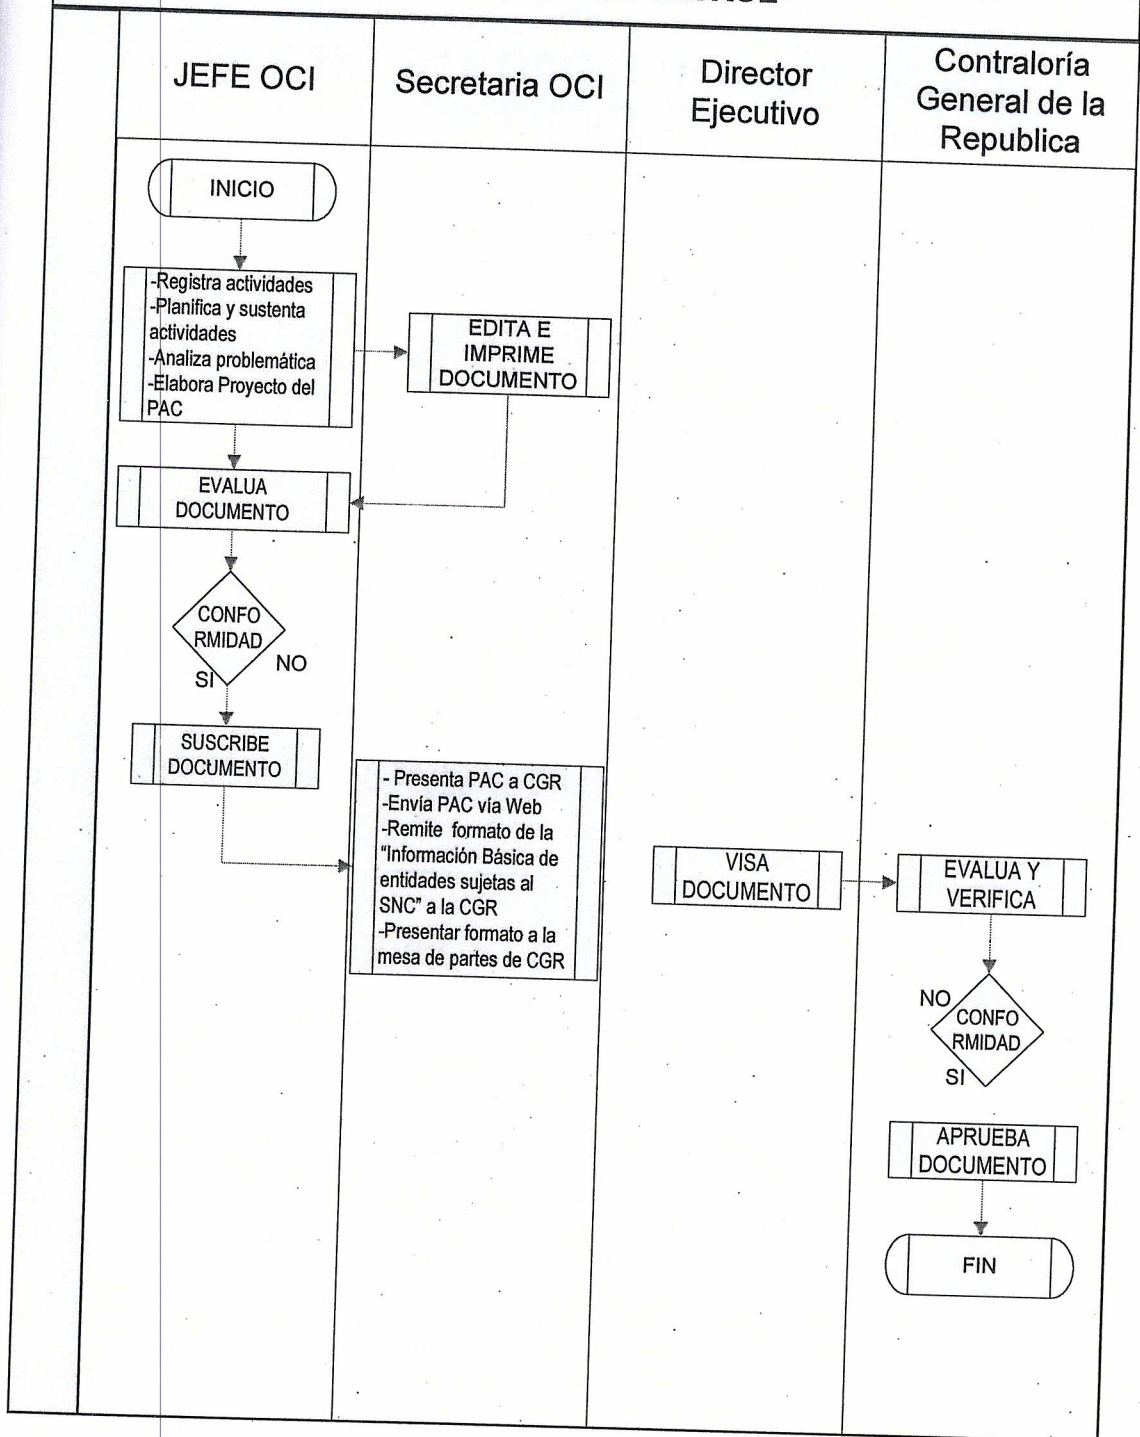 JEFE OCI
Secretaria OCI
Director
Ejecutivo
Contraloría
General de la
Republica
INICIO
-Registra actividades
-Planifica y sustenta
actividades
-Analiza problemática
-Elabora Proyecto del
PAC
EDITA E
IMPRIME
DOCUMENTO
EVALUA
DOCUMENTO
CONFO
RMIDAD
NO
SI
SUSCRIBE
DOCUMENTO
- Presenta PAC a CGR
-Envía PAC vía Web
-Remite formato de la
"Información Básica de
entidades sujetas al
SNC" a la CGR
-Presentar formato a la
mesa de partes de CGR
VISA
DOCUMENTO
EVALUA Y
VERIFICA
NO
CONFO
RMIDAD
SI
APRUEBA
DOCUMENTO
FIN